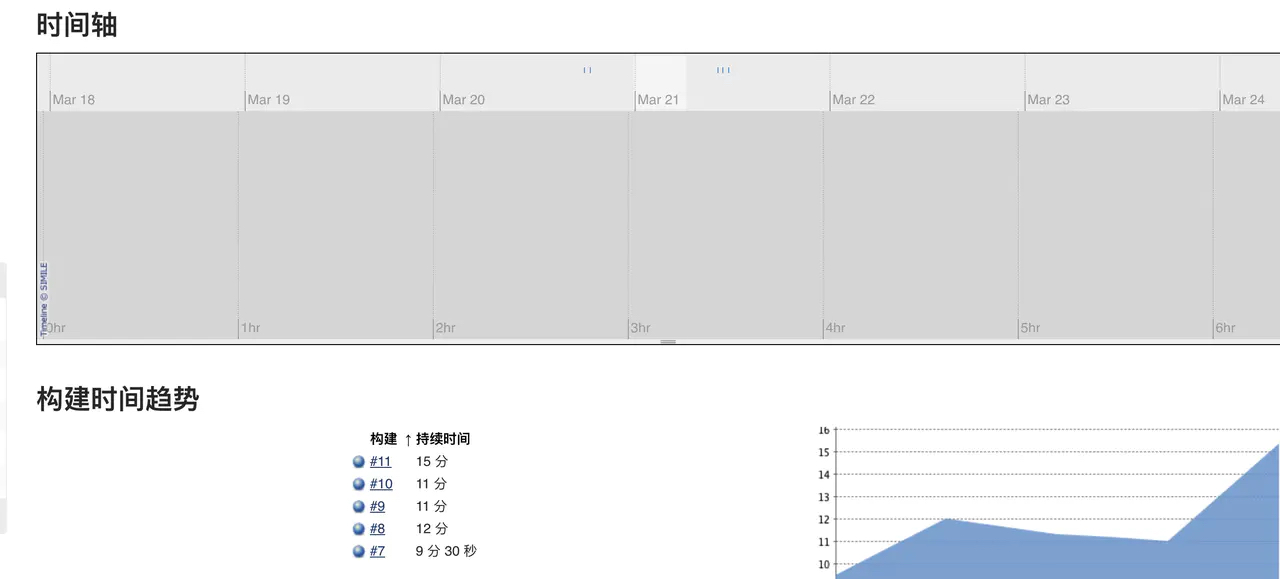 时间轴
Mar 18 Mar 19 Mar 20 Mar 21 Mar 22 Mar 23 Mar 24
Timeline © SIMILE
0hr 1hr 2hr 3hr 4hr 5hr 6hr
构建时间趋势
构建 ↑ 持续时间
#11 15 分
#10 11 分
#9 11 分
#8 12 分
#7 9 分 30 秒
16
15
14
13
12
11
10